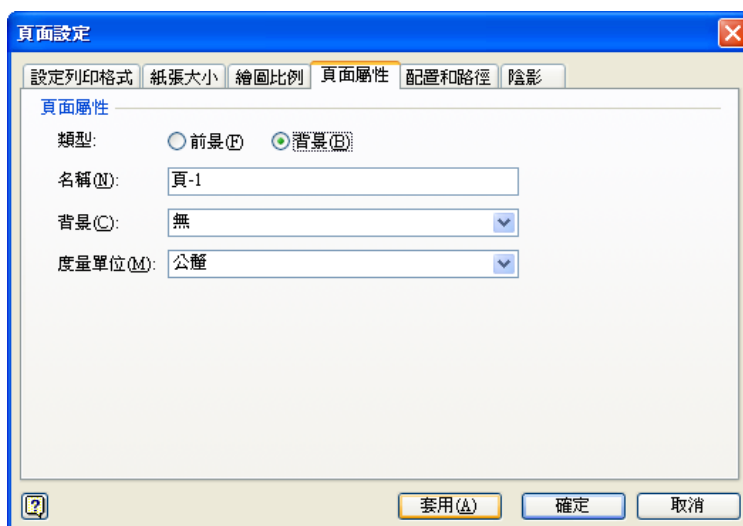 頁面設定
設定列印格式 紙張大小 繪圖比例 頁面屬性 配置和路徑 陰影
頁面屬性
類型: 前景(F) 背景(B)
名稱(N): 頁-1
背景(C): 無
度量單位(M): 公釐
套用(A) 確定 取消